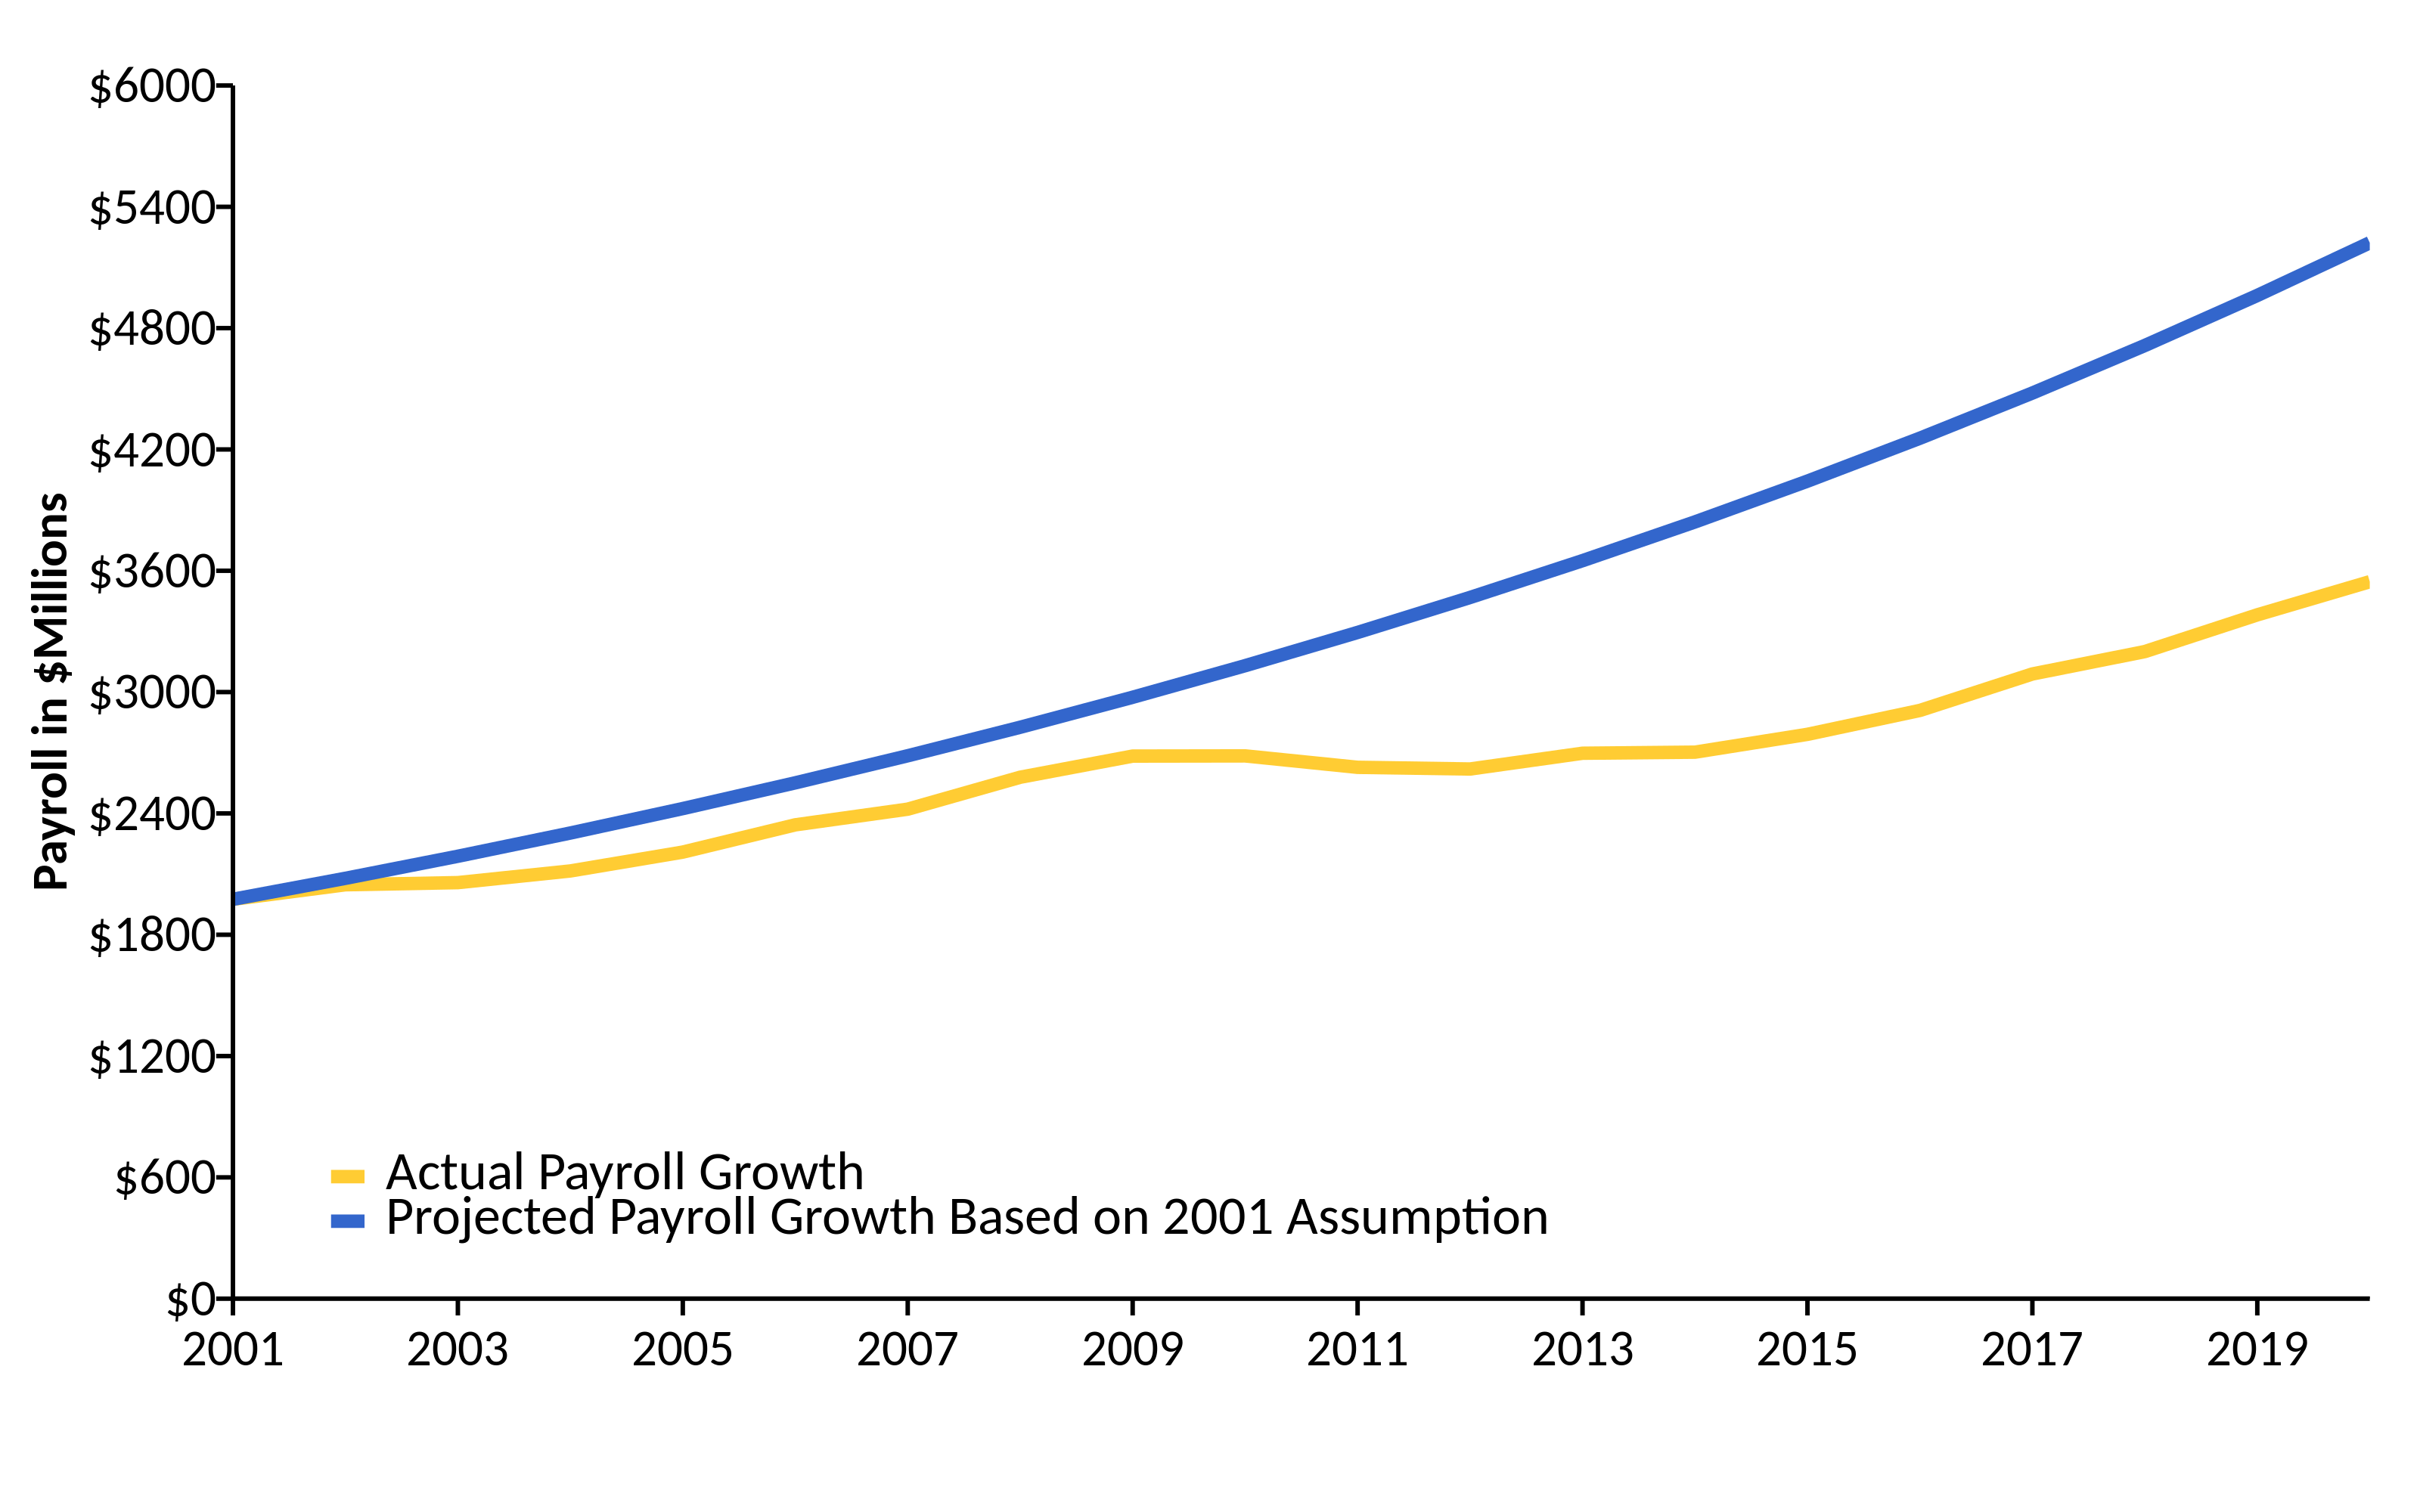 $6000
$5400
$4800
$4200
$3600
$3000
$2400
$1800
$1200
$600
$0
Payroll in $Millions
Actual Payroll Growth
Projected Payroll Growth Based on 2001 Assumption
2001 2003 2005 2007 2009 2011 2013 2015 2017 2019